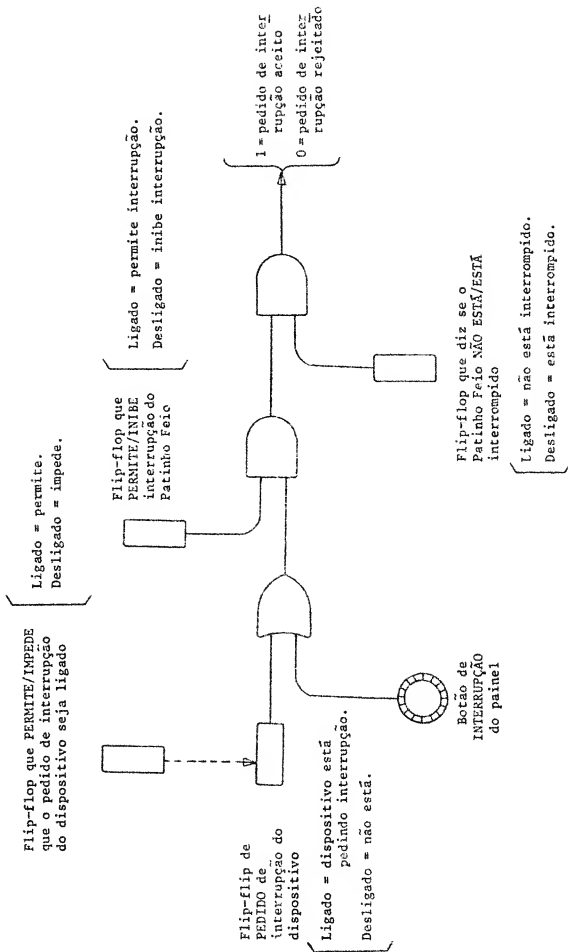 Flip-flop que PERMITE/IMPEDE
que o pedido de interrupção
do dispositivo seja ligado
Ligado = permite.
Desligado = impede.
Flip-flop que
PERMITE/INIBE
interrupção do
Patinho Feio
Ligado = permite interrupção.
Desligado = inibe interrupção.
1 = pedido de inter
rupção aceito
0 = pedido de inter
rupção rejeitado
Flip-flip de
PEDIDO de
interrupção do
dispositivo
Ligado = dispositivo está
pedindo interrupção.
Desligado = não está.
Botão de
INTERRUPÇÃO
do painel
Flip-flop que diz se o
Patinho Feio NÃO ESTÁ/ESTÁ
interrompido
Ligado = não está interrompido.
Desligado = está interrompido.